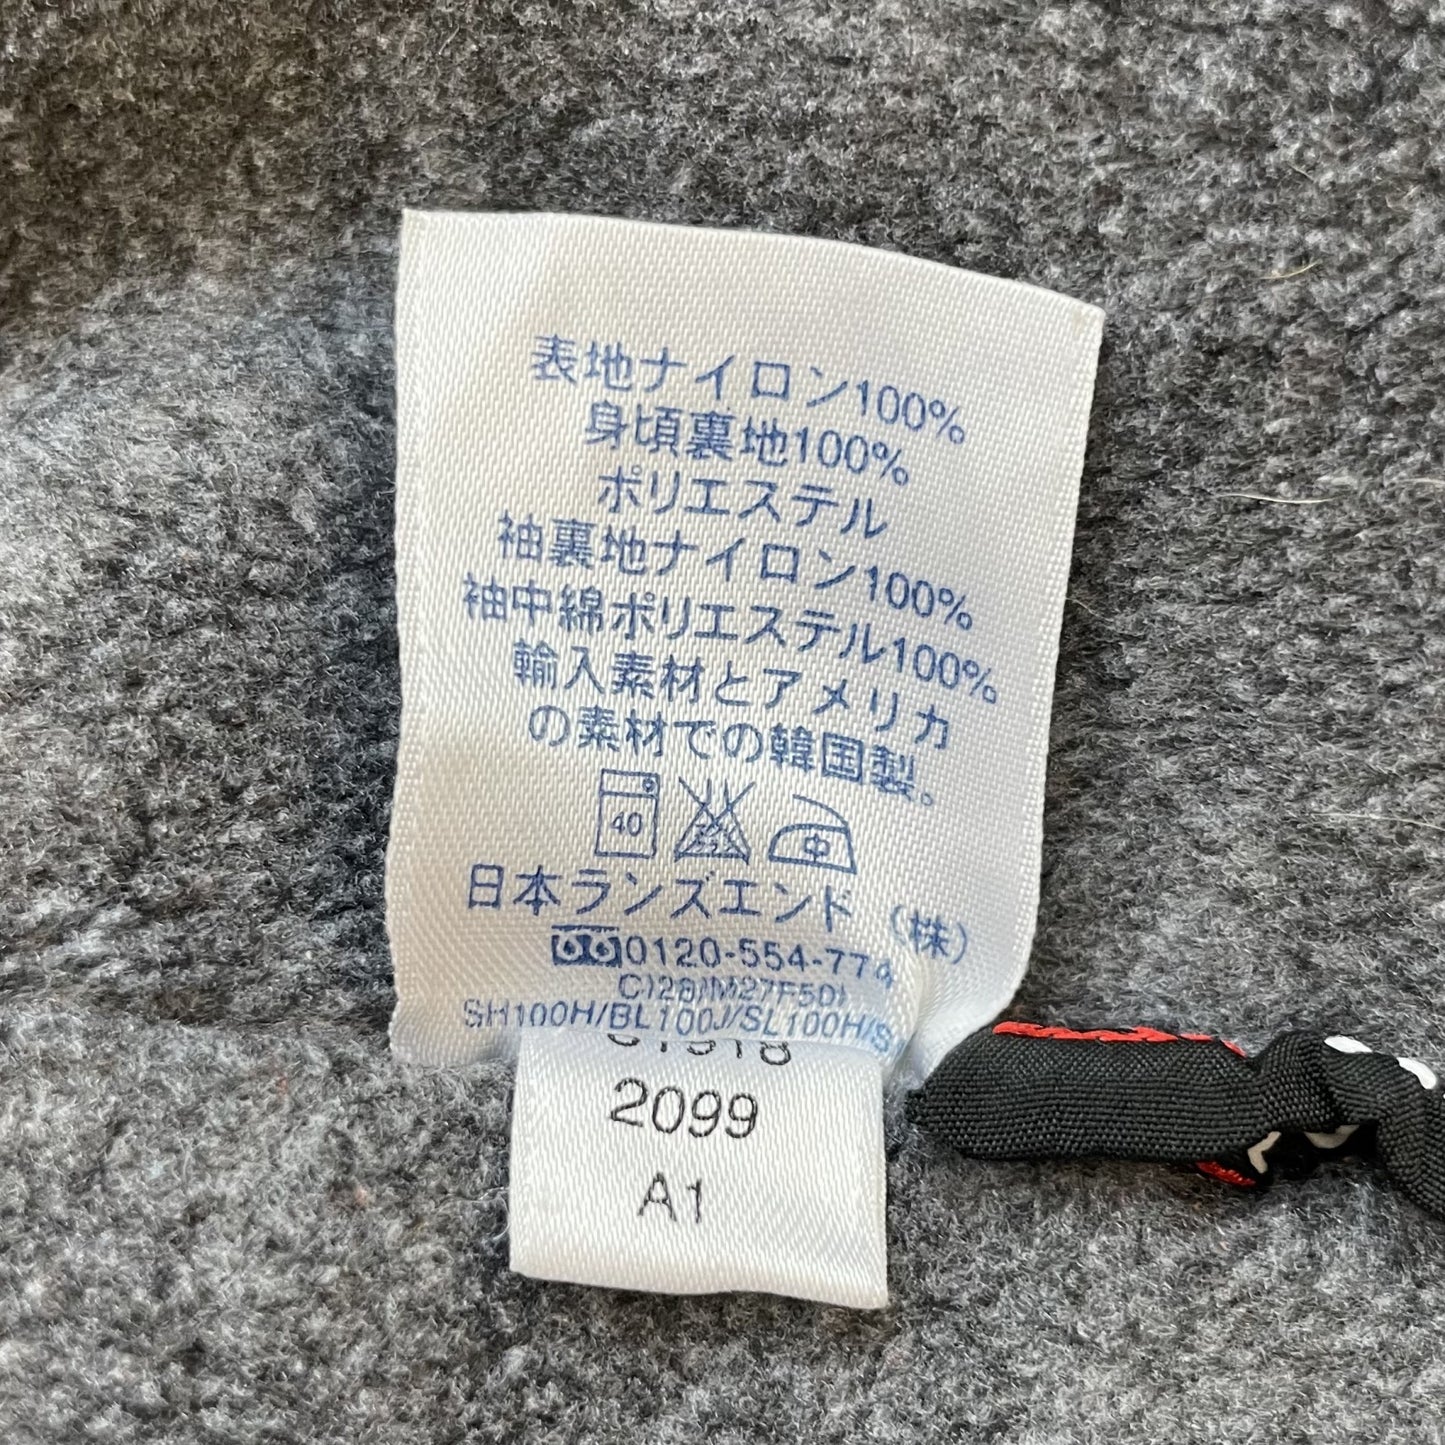 表地ナイロン100%
身頃裏地100%
ポリエステル
袖裏地ナイロン100%
袖中綿ポリエステル100%
輸入素材とアメリカ
の素材での韓国製。
40 中
日本ランズエンド (株)
0120-554-774
SH100H/BL100J/SL100H/S
2099
A1